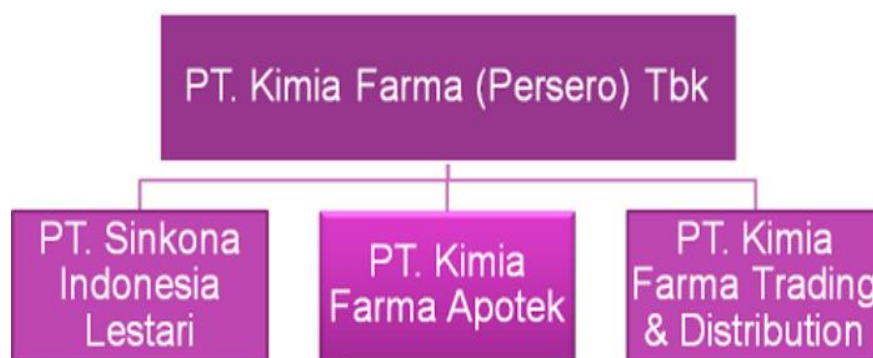 PT. Kimia Farma (Persero) Tbk
PT. Sinkona
Indonesia
Lestari
PT. Kimia
Farma Apotek
PT. Kimia
Farma Trading
& Distribution